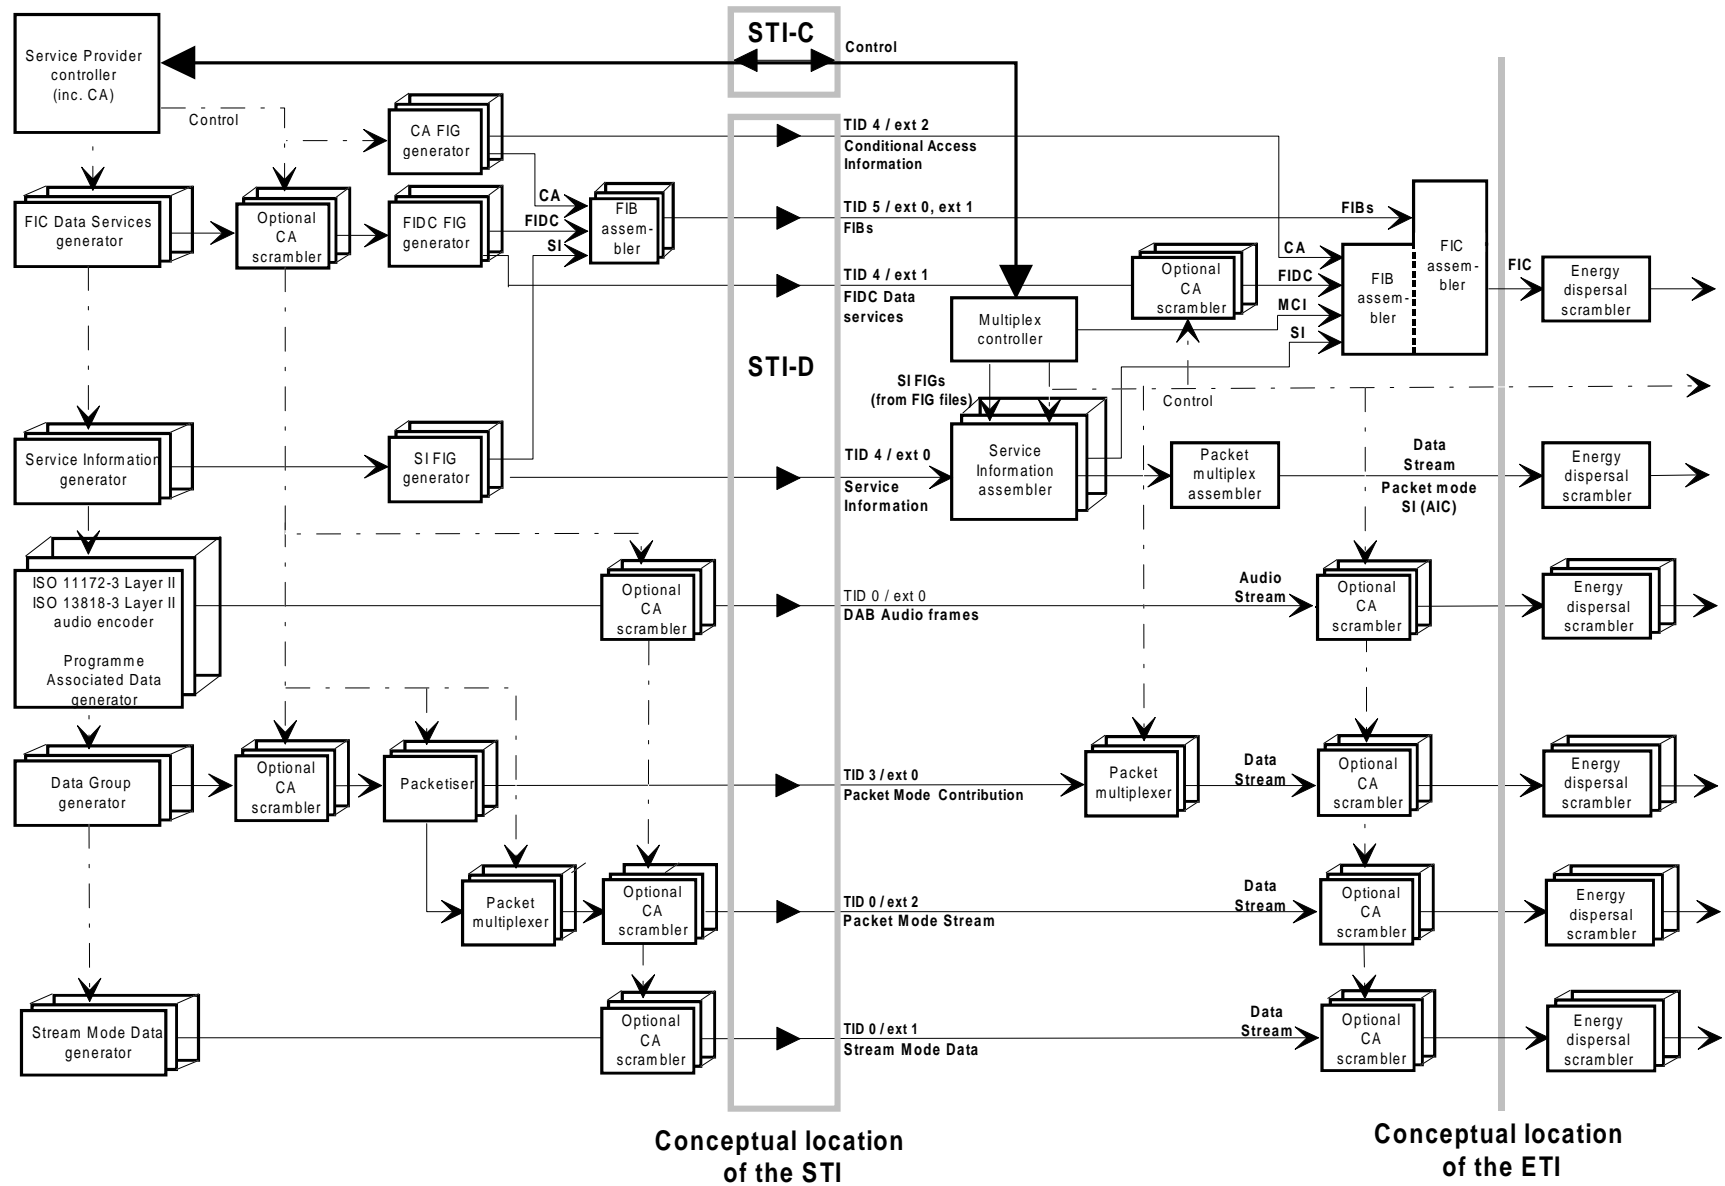 STI-C
Control
Service Provider
controller
(inc. CA)
Control
CA FIG
generator
TID 4 / ext 2
Conditional Access
Information
FIC Data Services
generator
Optional
CA
scrambler
FIDC FIG
generator
CA
FIDC
SI
FIB
assem-
bler
TID 5 / ext 0, ext 1
FIBs
FIBs
TID 4 / ext 1
FIDC Data
services
Optional
CA
scrambler
CA
FIDC
MCI
SI
FIB
assem-
bler
FIC
assem-
bler
FIC
Energy
dispersal
scrambler
Multiplex
controller
STI-D
SI FIGs
(from FIG files)
Control
Service Information
generator
SI FIG
generator
TID 4 / ext 0
Service
Information
Service
Information
assembler
Packet
multiplex
assembler
Data
Stream
Packet mode
SI (AIC)
Energy
dispersal
scrambler
ISO 11172-3 Layer II
ISO 13818-3 Layer II
audio encoder
Programme
Associated Data
generator
Optional
CA
scrambler
TID 0 / ext 0
DAB Audio frames
Audio
Stream
Optional
CA
scrambler
Energy
dispersal
scrambler
Data Group
generator
Optional
CA
scrambler
Packetiser
TID 3 / ext 0
Packet Mode Contribution
Packet
multiplexer
Data
Stream
Optional
CA
scrambler
Energy
dispersal
scrambler
Packet
multiplexer
Optional
CA
scrambler
TID 0 / ext 2
Packet Mode Stream
Data
Stream
Optional
CA
scrambler
Energy
dispersal
scrambler
Stream Mode Data
generator
Optional
CA
scrambler
TID 0 / ext 1
Stream Mode Data
Data
Stream
Optional
CA
scrambler
Energy
dispersal
scrambler
Conceptual location
of the STI
Conceptual location
of the ETI